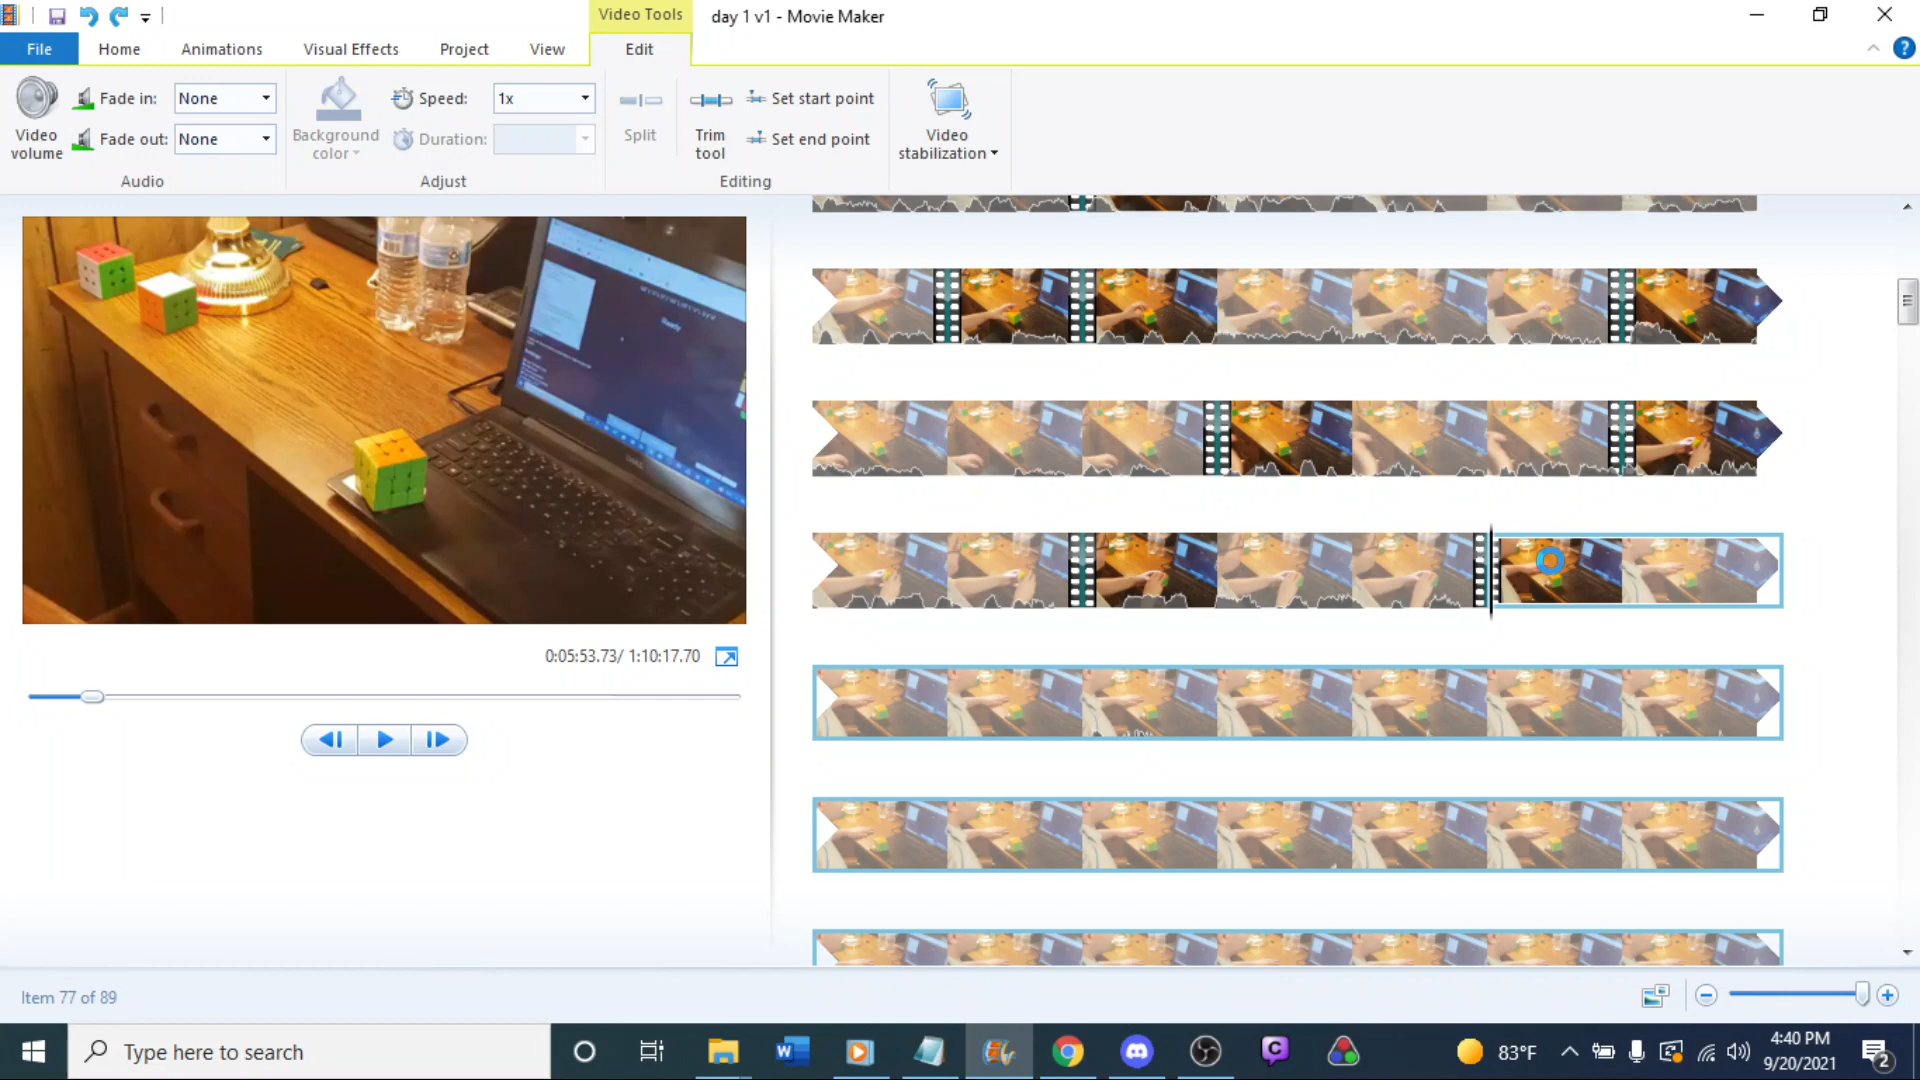 Video Tools
day 1 v1 - Movie Maker
File
Home
Animations
Visual Effects
Project
View
Edit
Video volume
Fade in:
None
Fade out:
None
Audio
Background color
Speed:
1x
Duration:
Adjust
Split
Trim tool
Set start point
Set end point
Editing
Video stabilization
Ready
DELL
0:05:53.73/ 1:10:17.70
Item 77 of 89
Type here to search
83°F
4:40 PM
9/20/2021
2